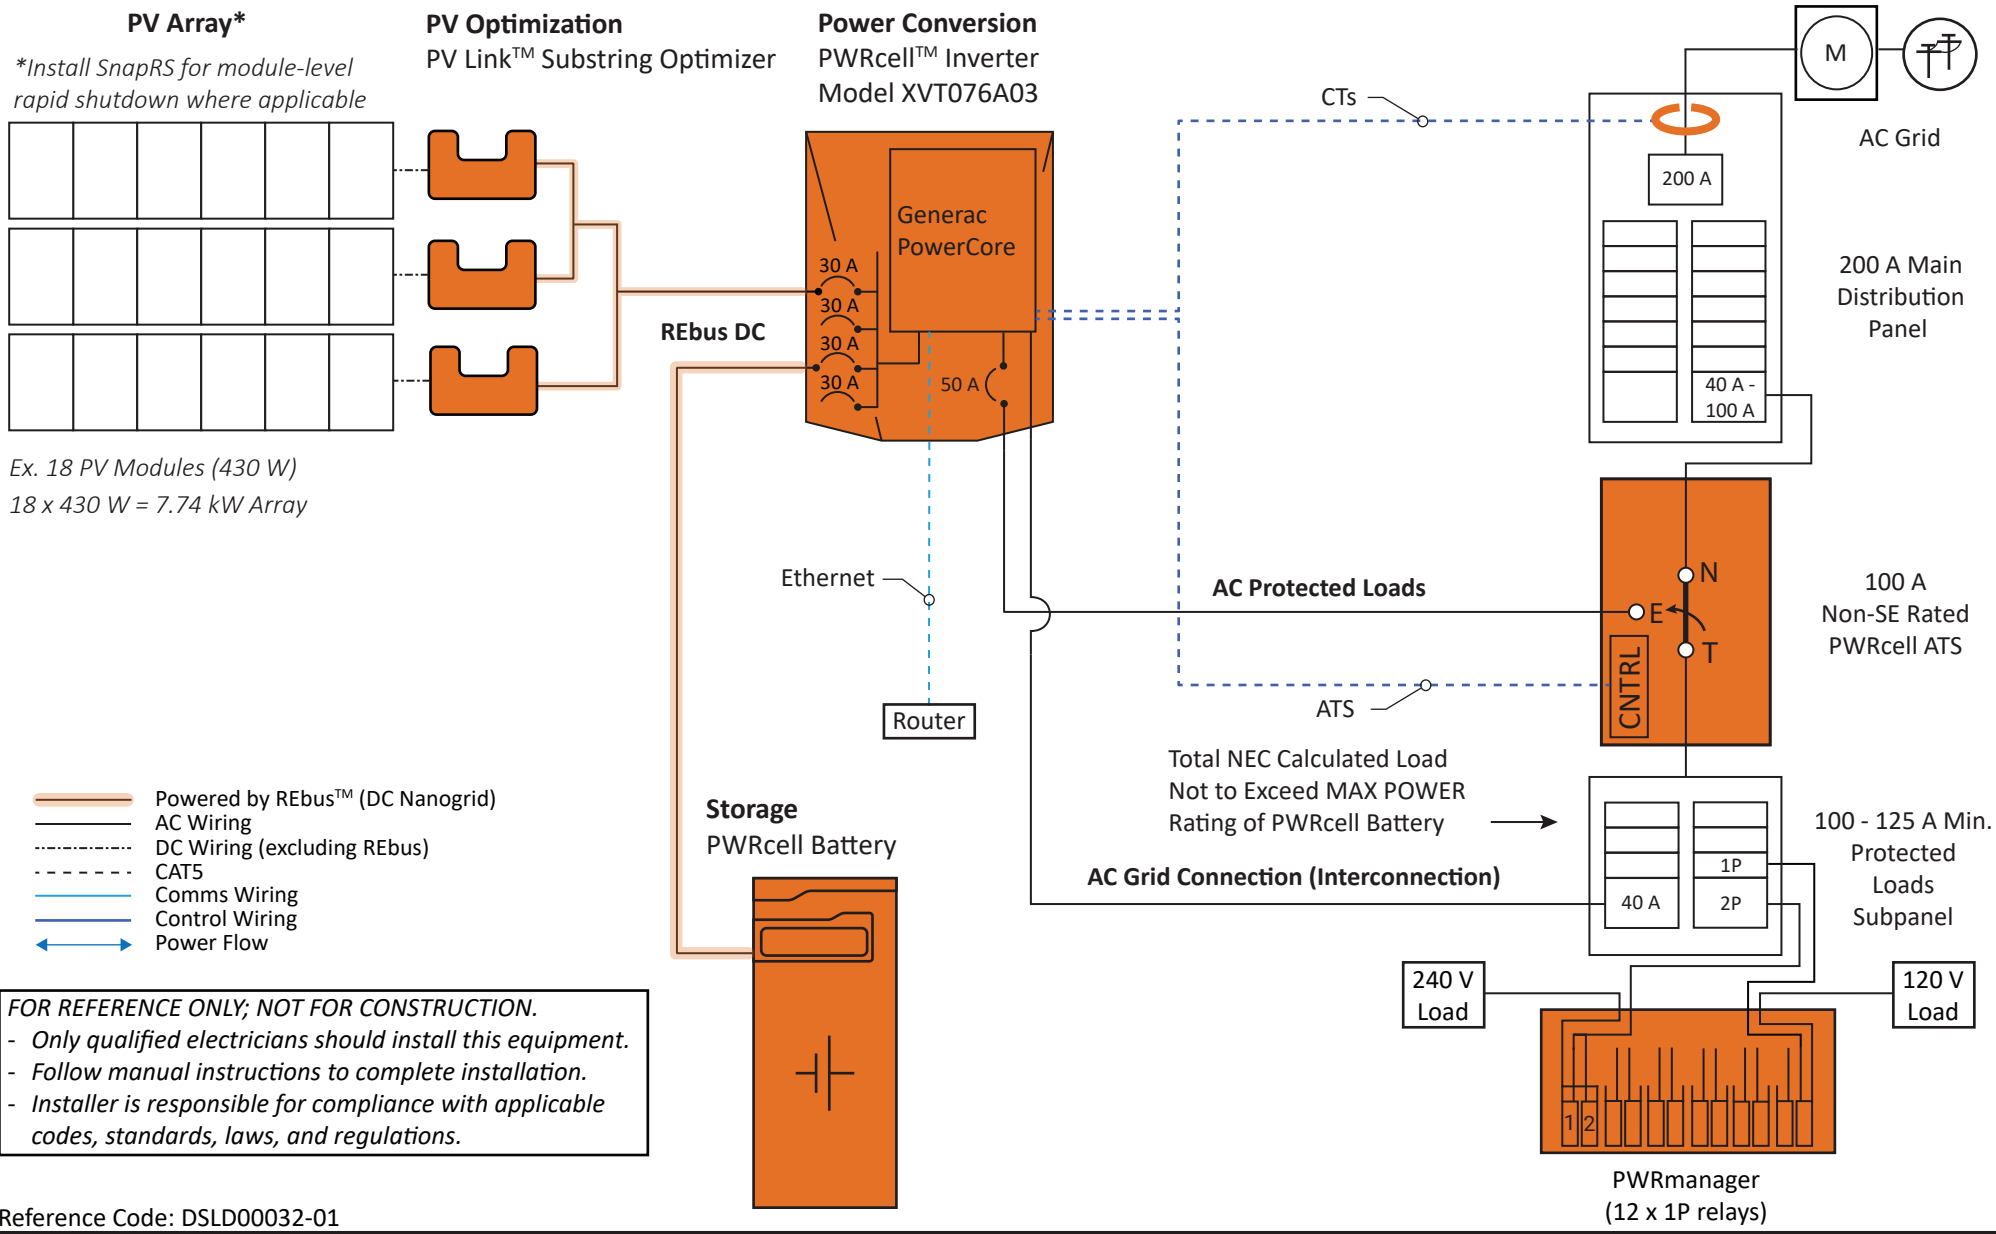 PV Array*
*Install SnapRS for module-level
rapid shutdown where applicable
PV Optimization
PV Link™ Substring Optimizer
Power Conversion
PWRcell™ Inverter
Model XVT076A03
Generac
PowerCore
30 A
30 A
30 A
30 A
50 A
REbus DC
Ex. 18 PV Modules (430 W)
18 x 430 W = 7.74 kW Array
CTs
M
AC Grid
200 A
200 A Main
Distribution
Panel
40 A -
100 A
Ethernet
Router
AC Protected Loads
N
E
T
CNTRL
100 A
Non-SE Rated
PWRcell ATS
ATS
Total NEC Calculated Load
Not to Exceed MAX POWER
Rating of PWRcell Battery
AC Grid Connection (Interconnection)
1P
40 A
2P
100 - 125 A Min.
Protected
Loads
Subpanel
Storage
PWRcell Battery
Powered by REbus™ (DC Nanogrid)
AC Wiring
DC Wiring (excluding REbus)
CAT5
Comms Wiring
Control Wiring
Power Flow
240 V
Load
120 V
Load
1 2
PWRmanager
(12 x 1P relays)
FOR REFERENCE ONLY; NOT FOR CONSTRUCTION.
- Only qualified electricians should install this equipment.
- Follow manual instructions to complete installation.
- Installer is responsible for compliance with applicable
codes, standards, laws, and regulations.
Reference Code: DSLD00032-01